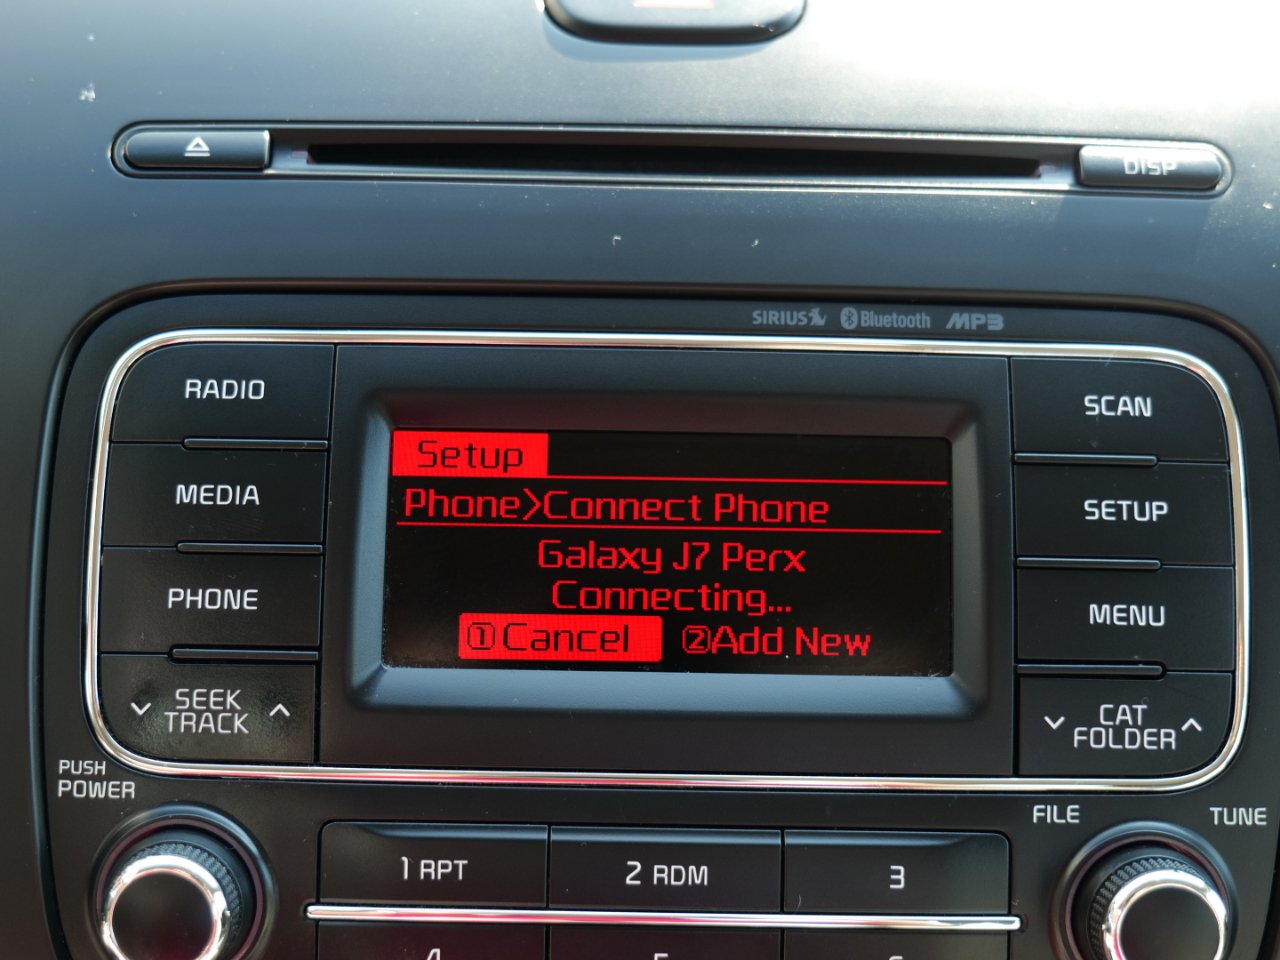 DISP
SIRIUS Bluetooth MP3
RADIO
MEDIA
PHONE
SEEK
TRACK
Setup
Phone>Connect Phone
Galaxy J7 Perx
Connecting...
①Cancel ②Add New
SCAN
SETUP
MENU
CAT
FOLDER
PUSH
POWER
FILE
TUNE
1 RPT
2 RDM
3